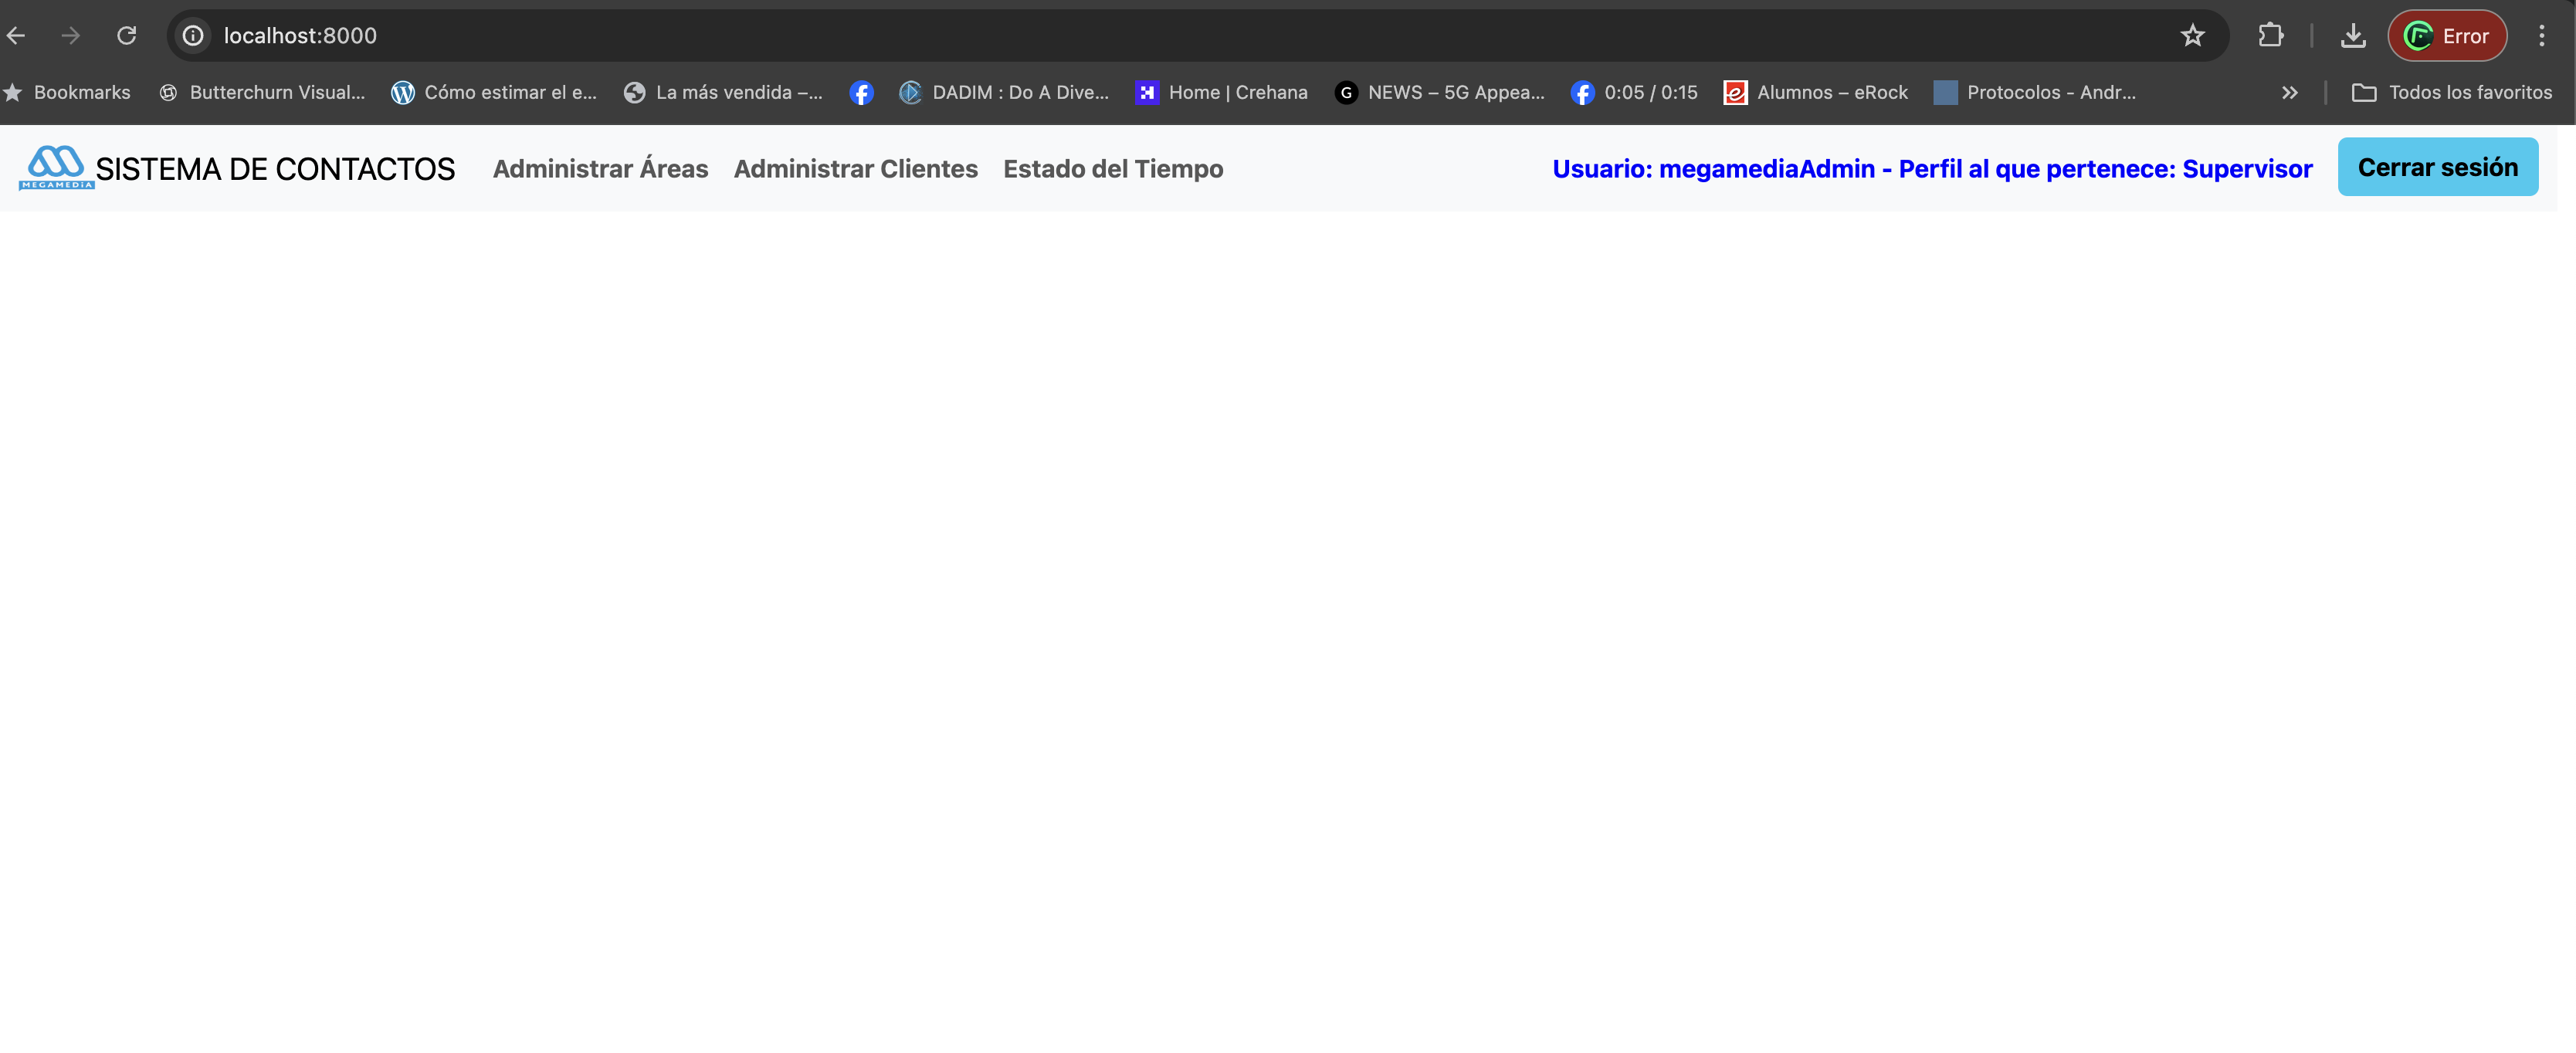 localhost:8000
Error
Bookmarks
Butterchurn Visual...
Cómo estimar el e...
La más vendida –...
DADIM : Do A Dive...
Home | Crehana
G
NEWS – 5G Appea...
0:05 / 0:15
Alumnos – eRock
Protocolos - Andr...
Todos los favoritos
MEGAMEDiA
SISTEMA DE CONTACTOS
Administrar Áreas
Administrar Clientes
Estado del Tiempo
Usuario: megamediaAdmin - Perfil al que pertenece: Supervisor
Cerrar sesión